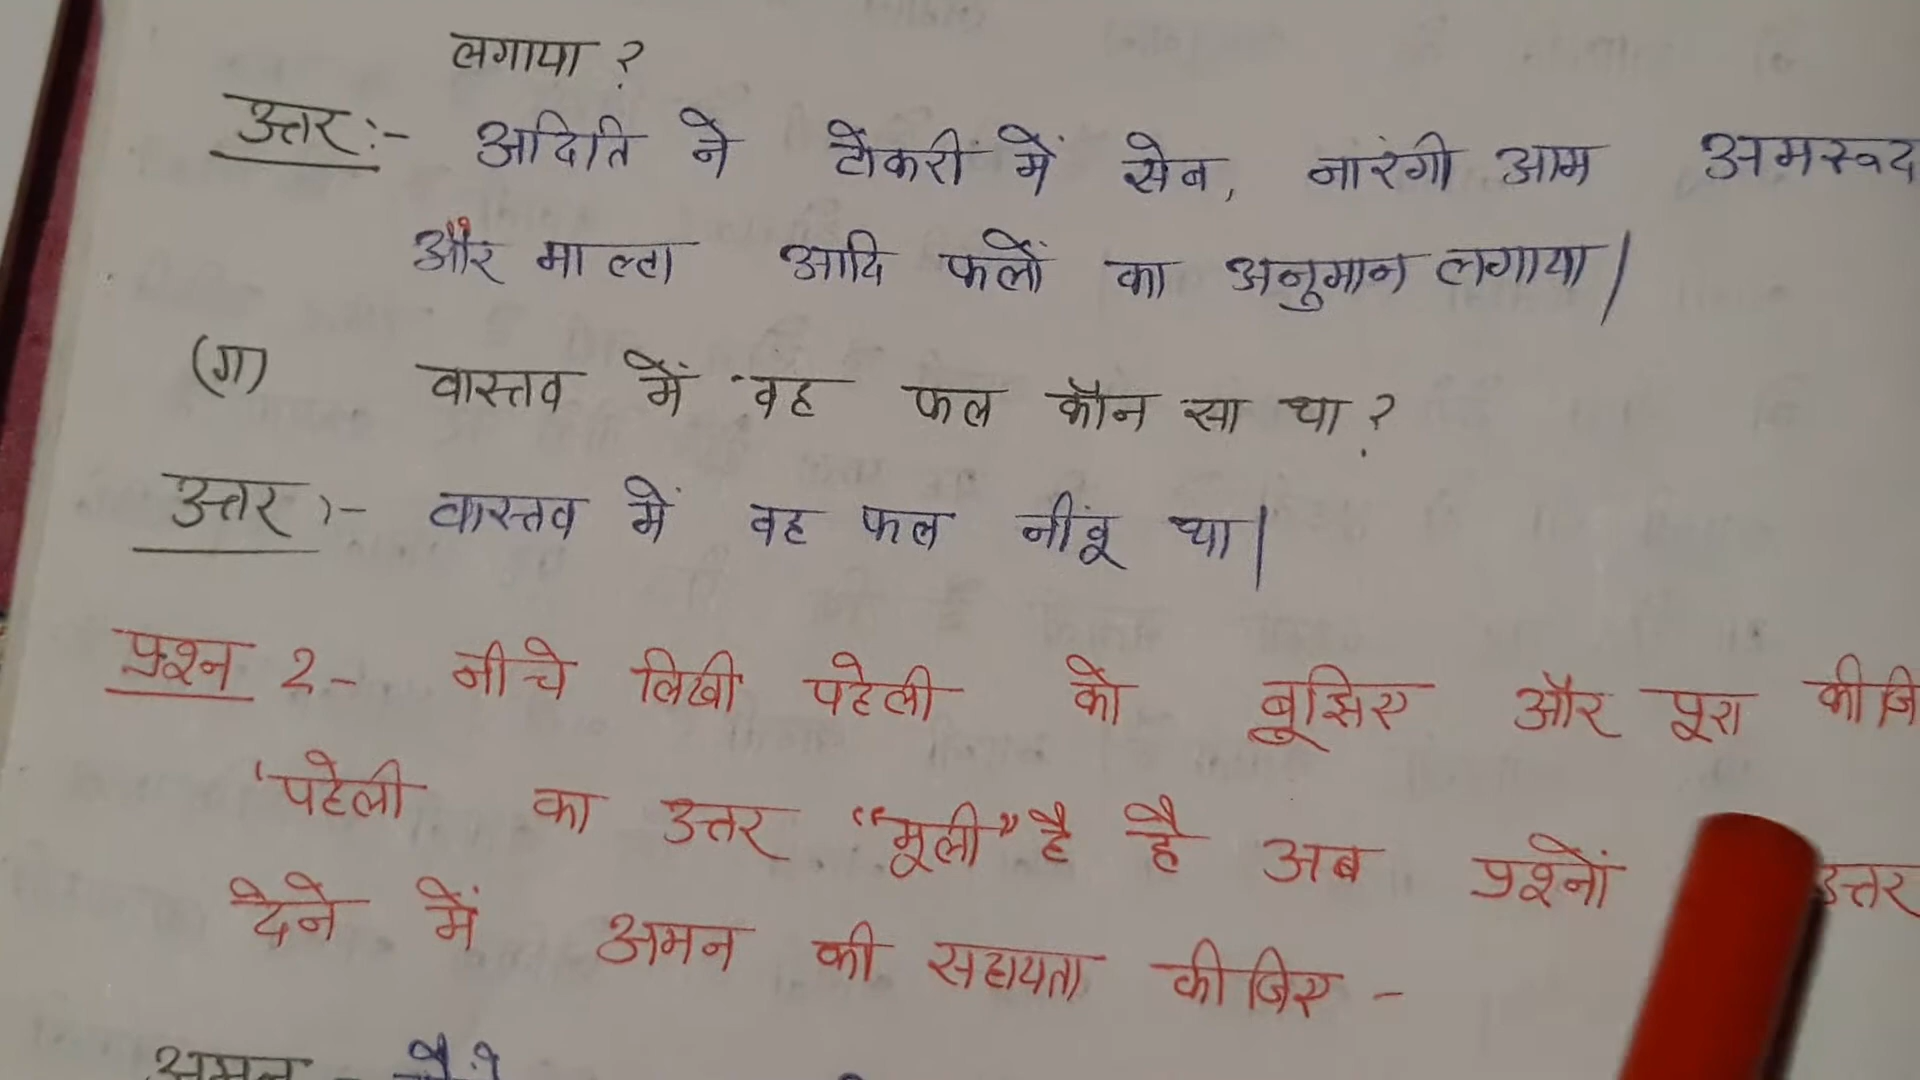 लगाया ?
उत्तर :- अदिति ने टोकरी में सेब, नारंगी आम अमरूद
और माल्टा आदि फलों का अनुमान लगाया।
(ग) वास्तव में वह फल कौन सा था ?
उत्तर :- वास्तव में वह फल नींबू था।
प्रश्न 2 - नीचे लिखी पहेली को बूझिए और पूरा कीजि
'पहेली का उत्तर "मूली" है है अब प्रश्नों उत्तर
देने में अमन की सहायता कीजिए -
अमन -